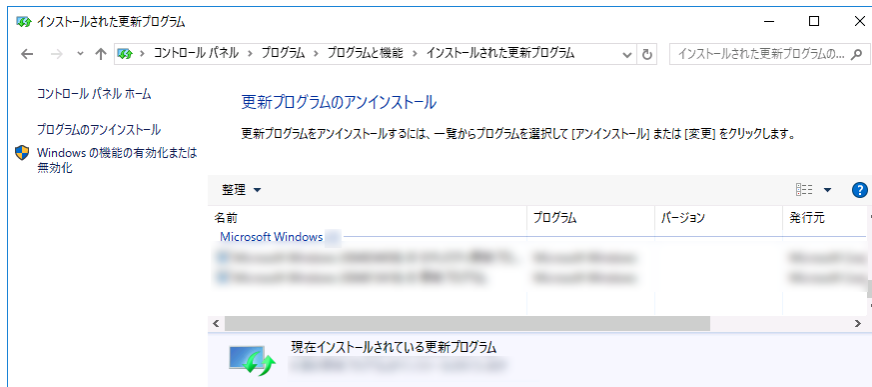 インストールされた更新プログラム
コントロール パネル › プログラム › プログラムと機能 › インストールされた更新プログラム
インストールされた更新プログラムの...
コントロール パネル ホーム
プログラムのアンインストール
Windows の機能の有効化または
無効化
更新プログラムのアンインストール
更新プログラムをアンインストールするには、一覧からプログラムを選択して [アンインストール] または [変更] をクリックします。
整理
名前 プログラム バージョン 発行元
Microsoft Windows
現在インストールされている更新プログラム